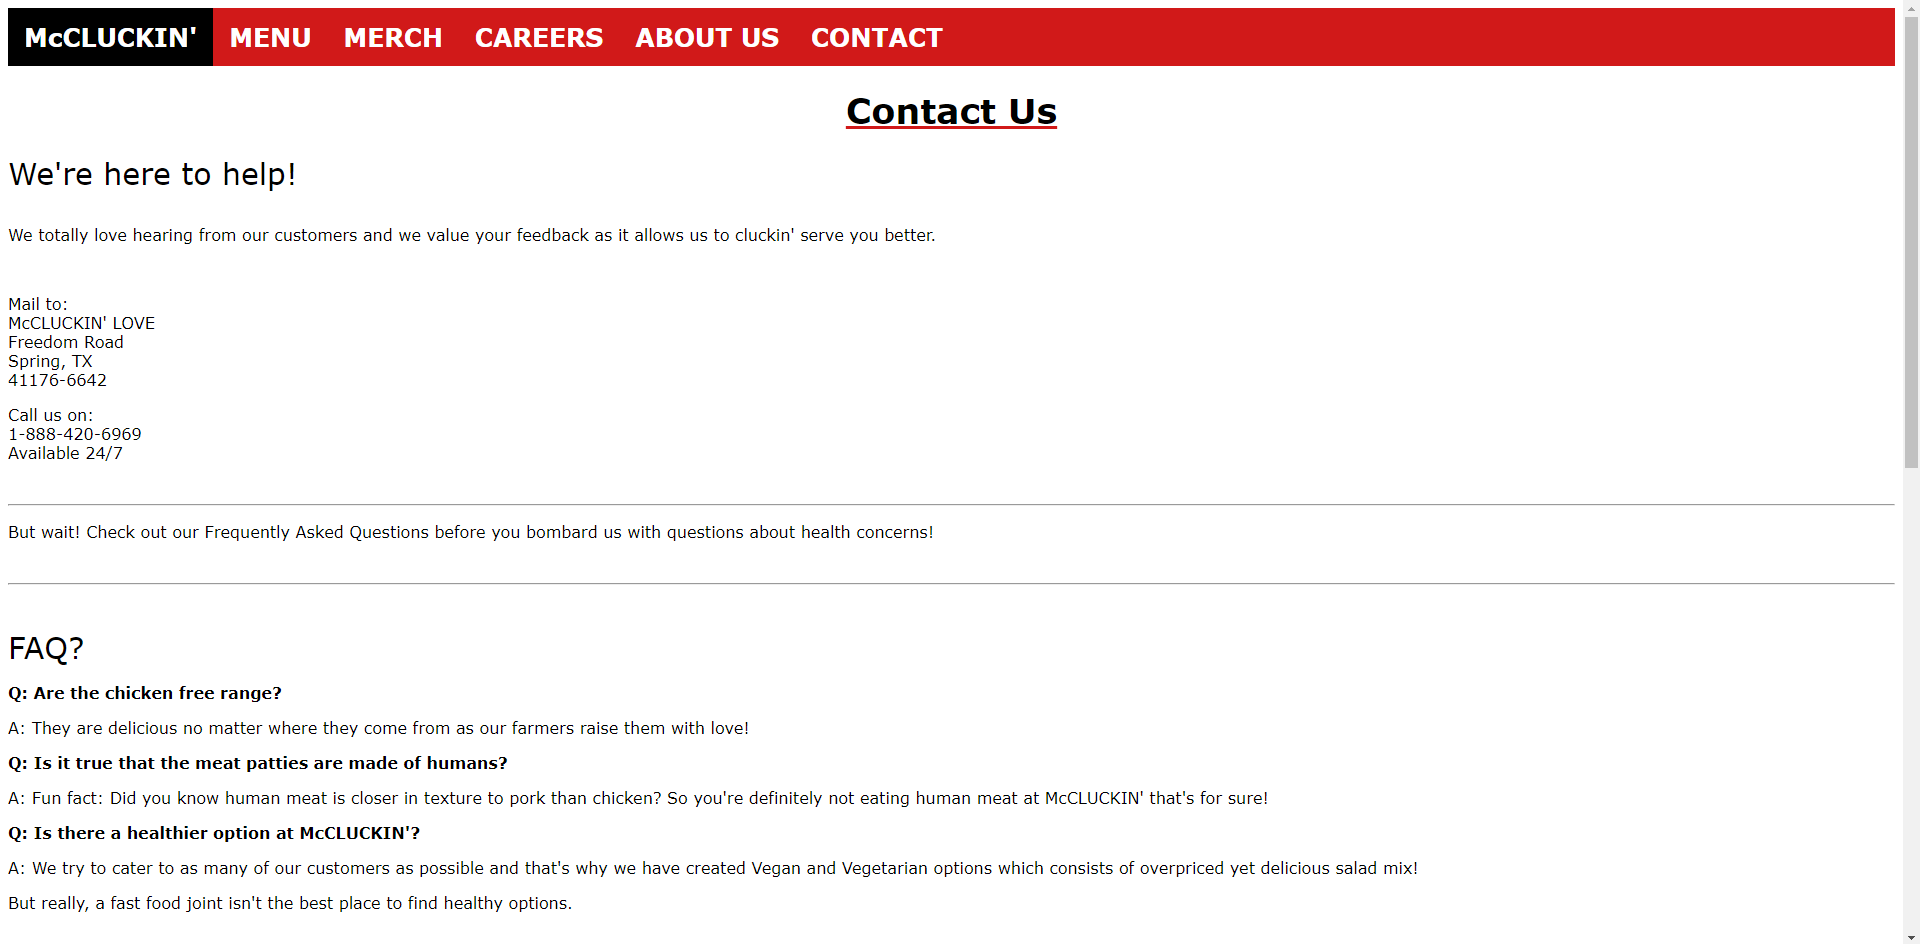 McCLUCKIN' MENU MERCH CAREERS ABOUT US CONTACT
Contact Us
We're here to help!
We totally love hearing from our customers and we value your feedback as it allows us to cluckin' serve you better.
Mail to:
McCLUCKIN' LOVE
Freedom Road
Spring, TX
41176-6642
Call us on:
1-888-420-6969
Available 24/7
But wait! Check out our Frequently Asked Questions before you bombard us with questions about health concerns!
FAQ?
Q: Are the chicken free range?
A: They are delicious no matter where they come from as our farmers raise them with love!
Q: Is it true that the meat patties are made of humans?
A: Fun fact: Did you know human meat is closer in texture to pork than chicken? So you're definitely not eating human meat at McCLUCKIN' that's for sure!
Q: Is there a healthier option at McCLUCKIN'?
A: We try to cater to as many of our customers as possible and that's why we have created Vegan and Vegetarian options which consists of overpriced yet delicious salad mix!
But really, a fast food joint isn't the best place to find healthy options.